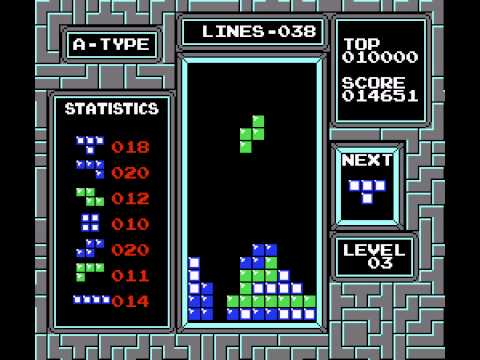 A-TYPE
LINES-038
TOP
010000
SCORE
014651
STATISTICS
018
020
012
010
020
011
014
NEXT
LEVEL
03